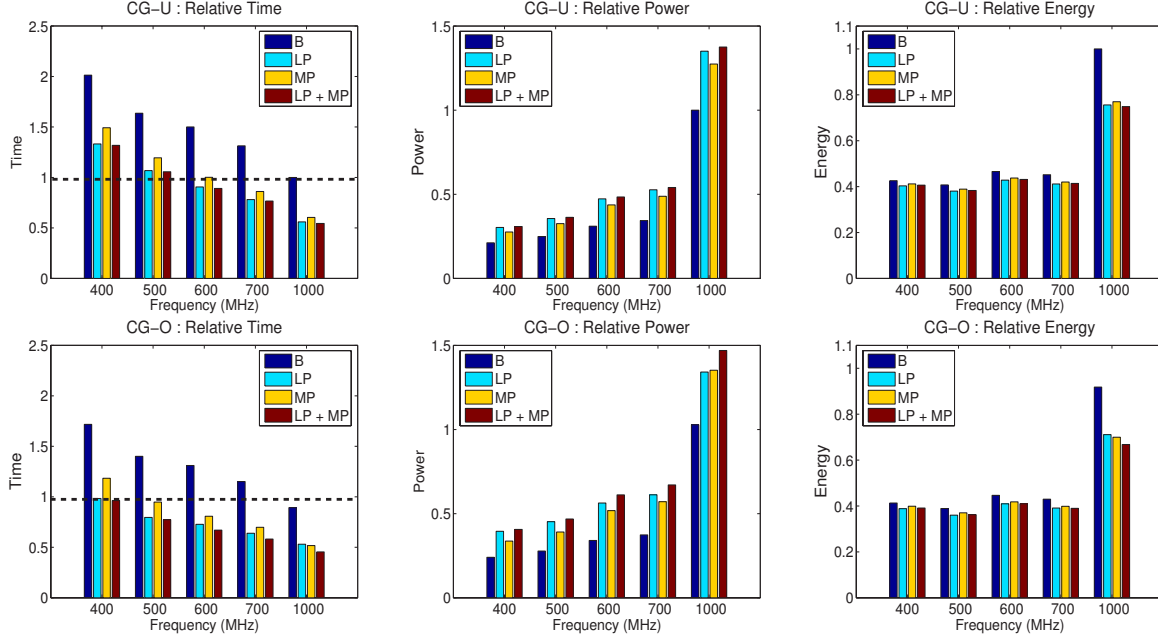 CG-U : Relative Time
2.5
2
1.5
1
0.5
0
Time
B
LP
MP
LP + MP
400 500 600 700 1000
Frequency (MHz)
CG-U : Relative Power
1.5
1
0.5
0
Power
B
LP
MP
LP + MP
400 500 600 700 1000
Frequency (MHz)
CG-U : Relative Energy
1.1
1
0.8
0.6
0.4
0.2
0
Energy
B
LP
MP
LP + MP
400 500 600 700 1000
Frequency (MHz)
CG-O : Relative Time
2.5
2
1.5
1
0.5
0
Time
B
LP
MP
LP + MP
400 500 600 700 1000
Frequency (MHz)
CG-O : Relative Power
1.5
1
0.5
0
Power
B
LP
MP
LP + MP
400 500 600 700 1000
Frequency (MHz)
CG-O : Relative Energy
1.1
1
0.8
0.6
0.4
0.2
0
Energy
B
LP
MP
LP + MP
400 500 600 700 1000
Frequency (MHz)